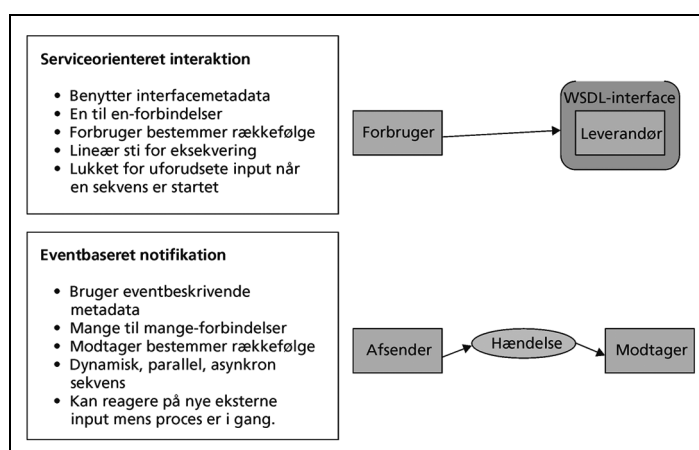 Serviceorienteret interaktion
• Benytter interfacemetadata
• En til en-forbindelser
• Forbruger bestemmer rækkefølge
• Lineær sti for eksekvering
• Lukket for uforudsete input når
en sekvens er startet
Forbruger
WSDL-interface
Leverandør
Eventbaseret notifikation
• Bruger eventbeskrivende
metadata
• Mange til mange-forbindelser
• Modtager bestemmer rækkefølge
• Dynamisk, parallel, asynkron
sekvens
• Kan reagere på nye eksterne
input mens proces er i gang.
Afsender
Hændelse
Modtager